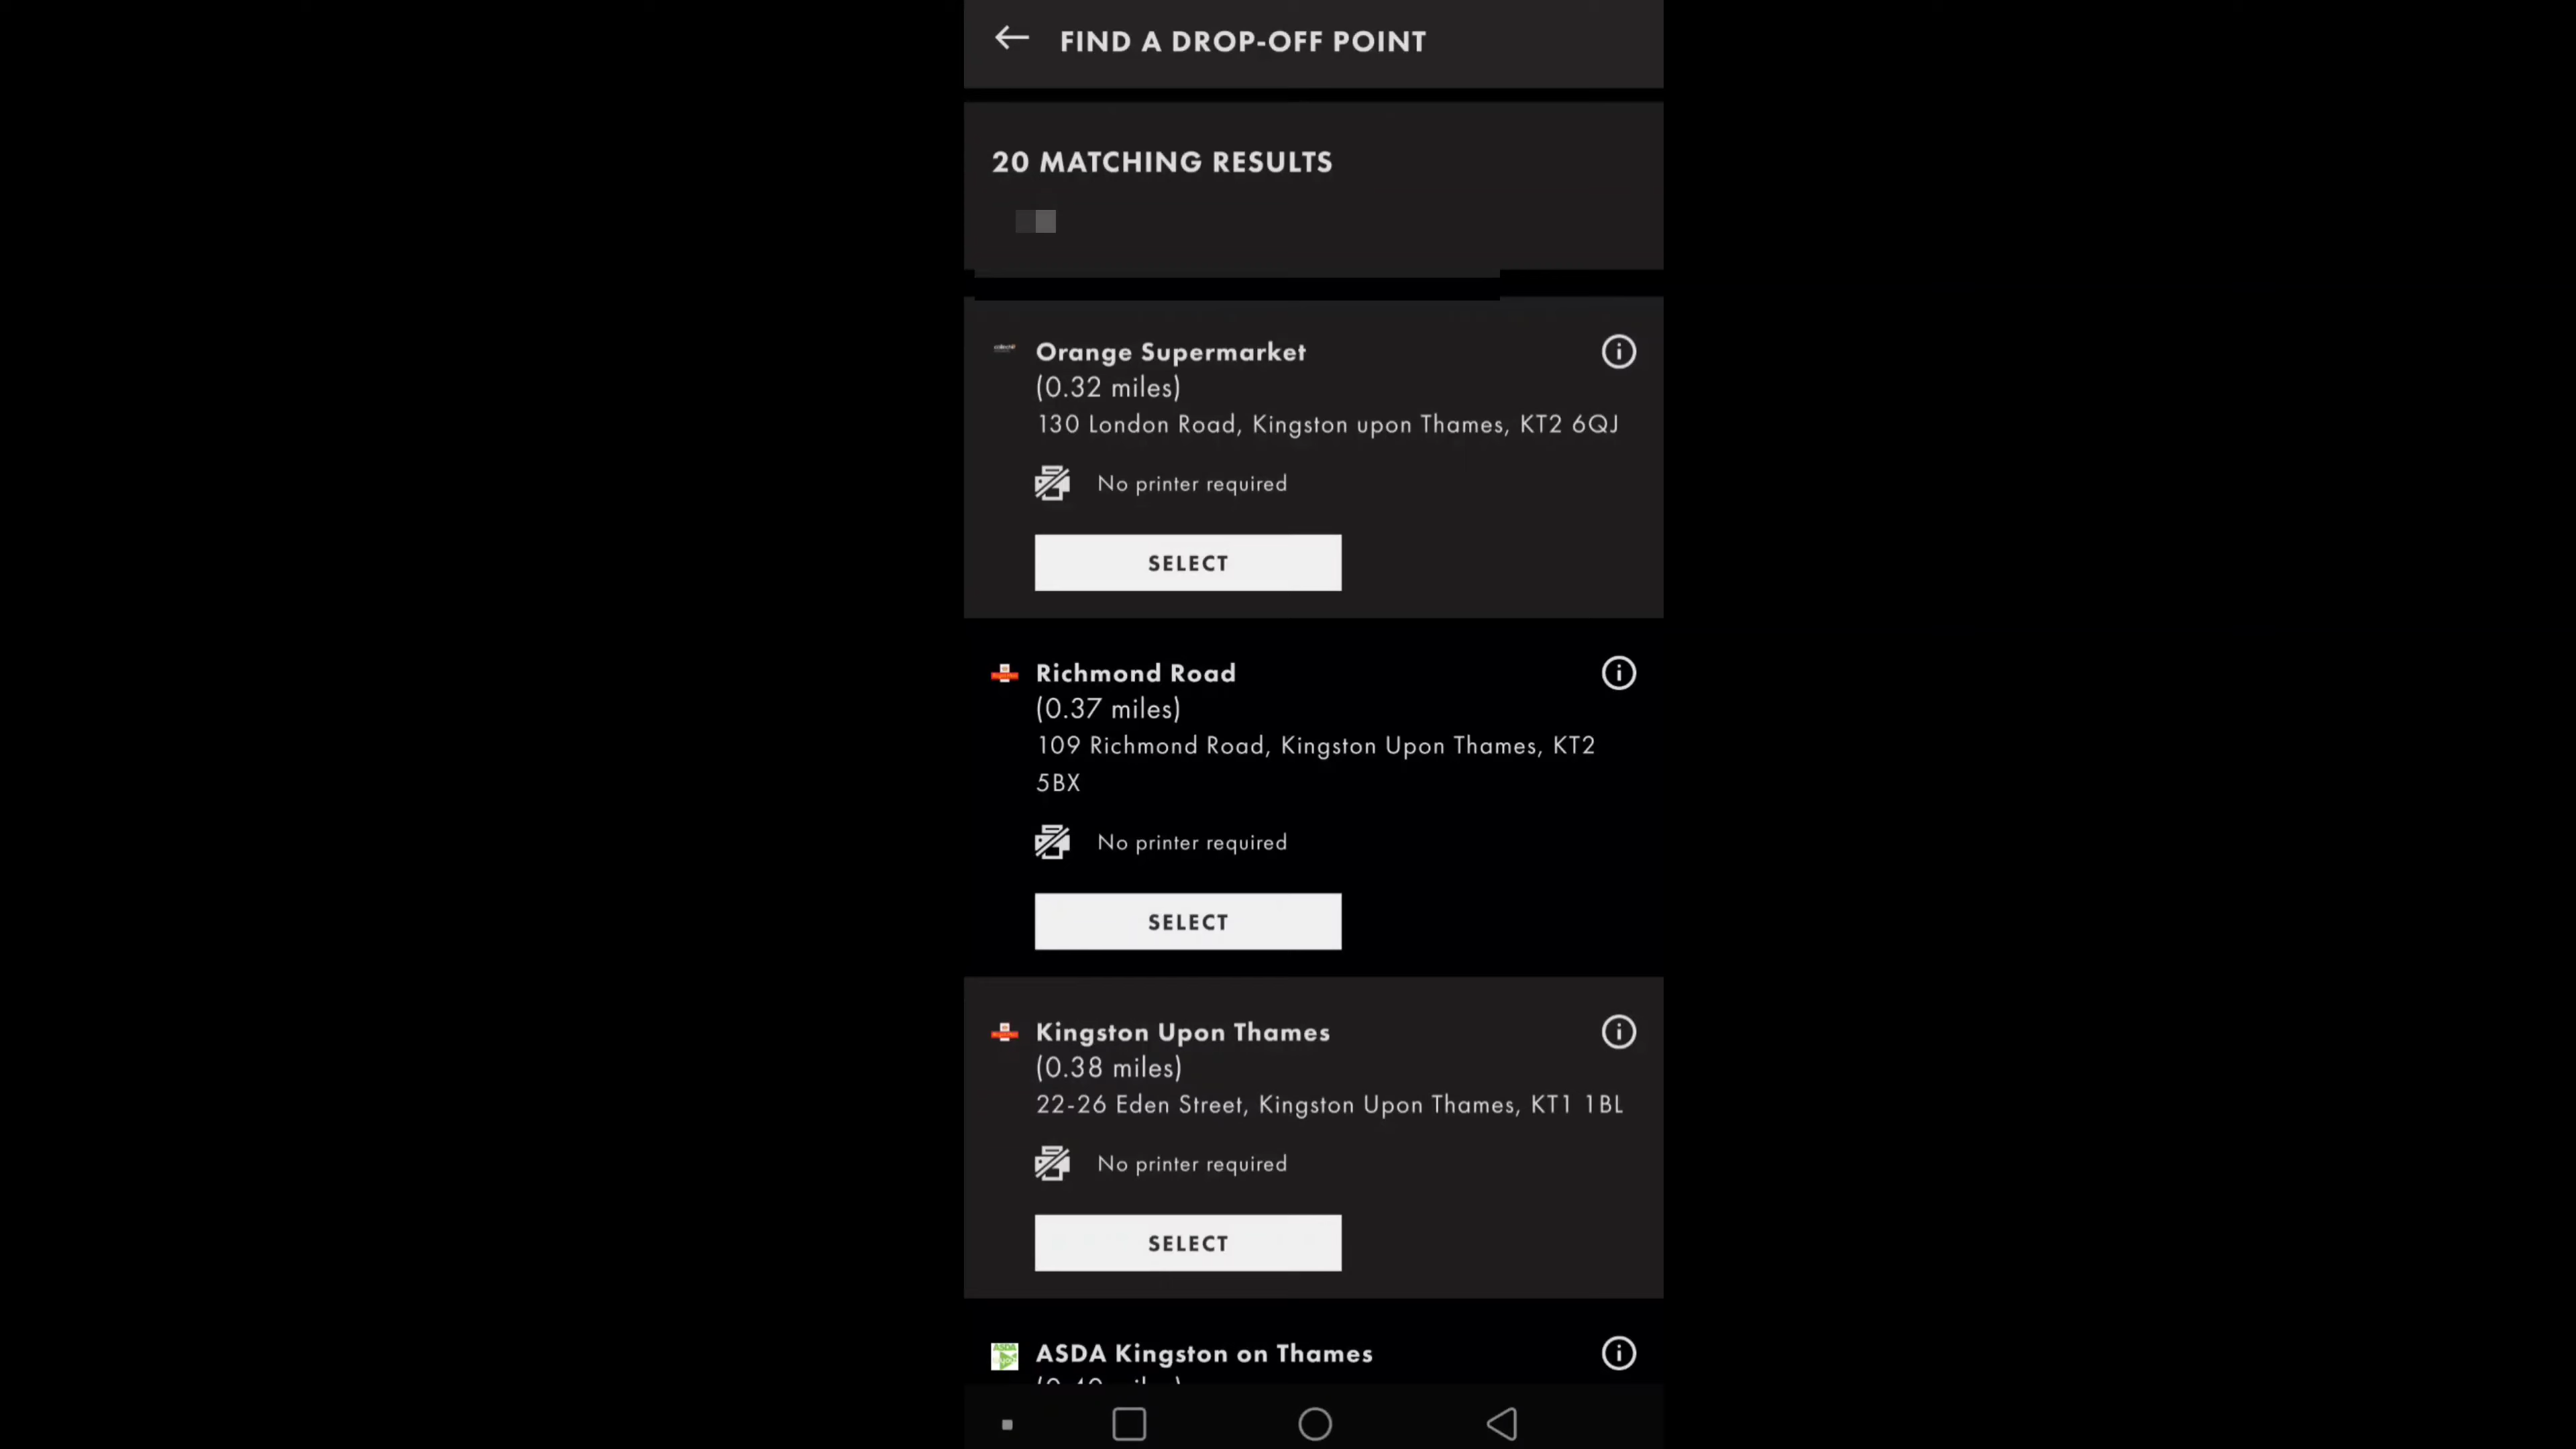 FIND A DROP-OFF POINT
20 MATCHING RESULTS
Orange Supermarket
(0.32 miles)
130 London Road, Kingston upon Thames, KT2 6QJ
No printer required
SELECT
Richmond Road
(0.37 miles)
109 Richmond Road, Kingston Upon Thames, KT2
5BX
No printer required
SELECT
Kingston Upon Thames
(0.38 miles)
22-26 Eden Street, Kingston Upon Thames, KT1 1BL
No printer required
SELECT
ASDA Kingston on Thames